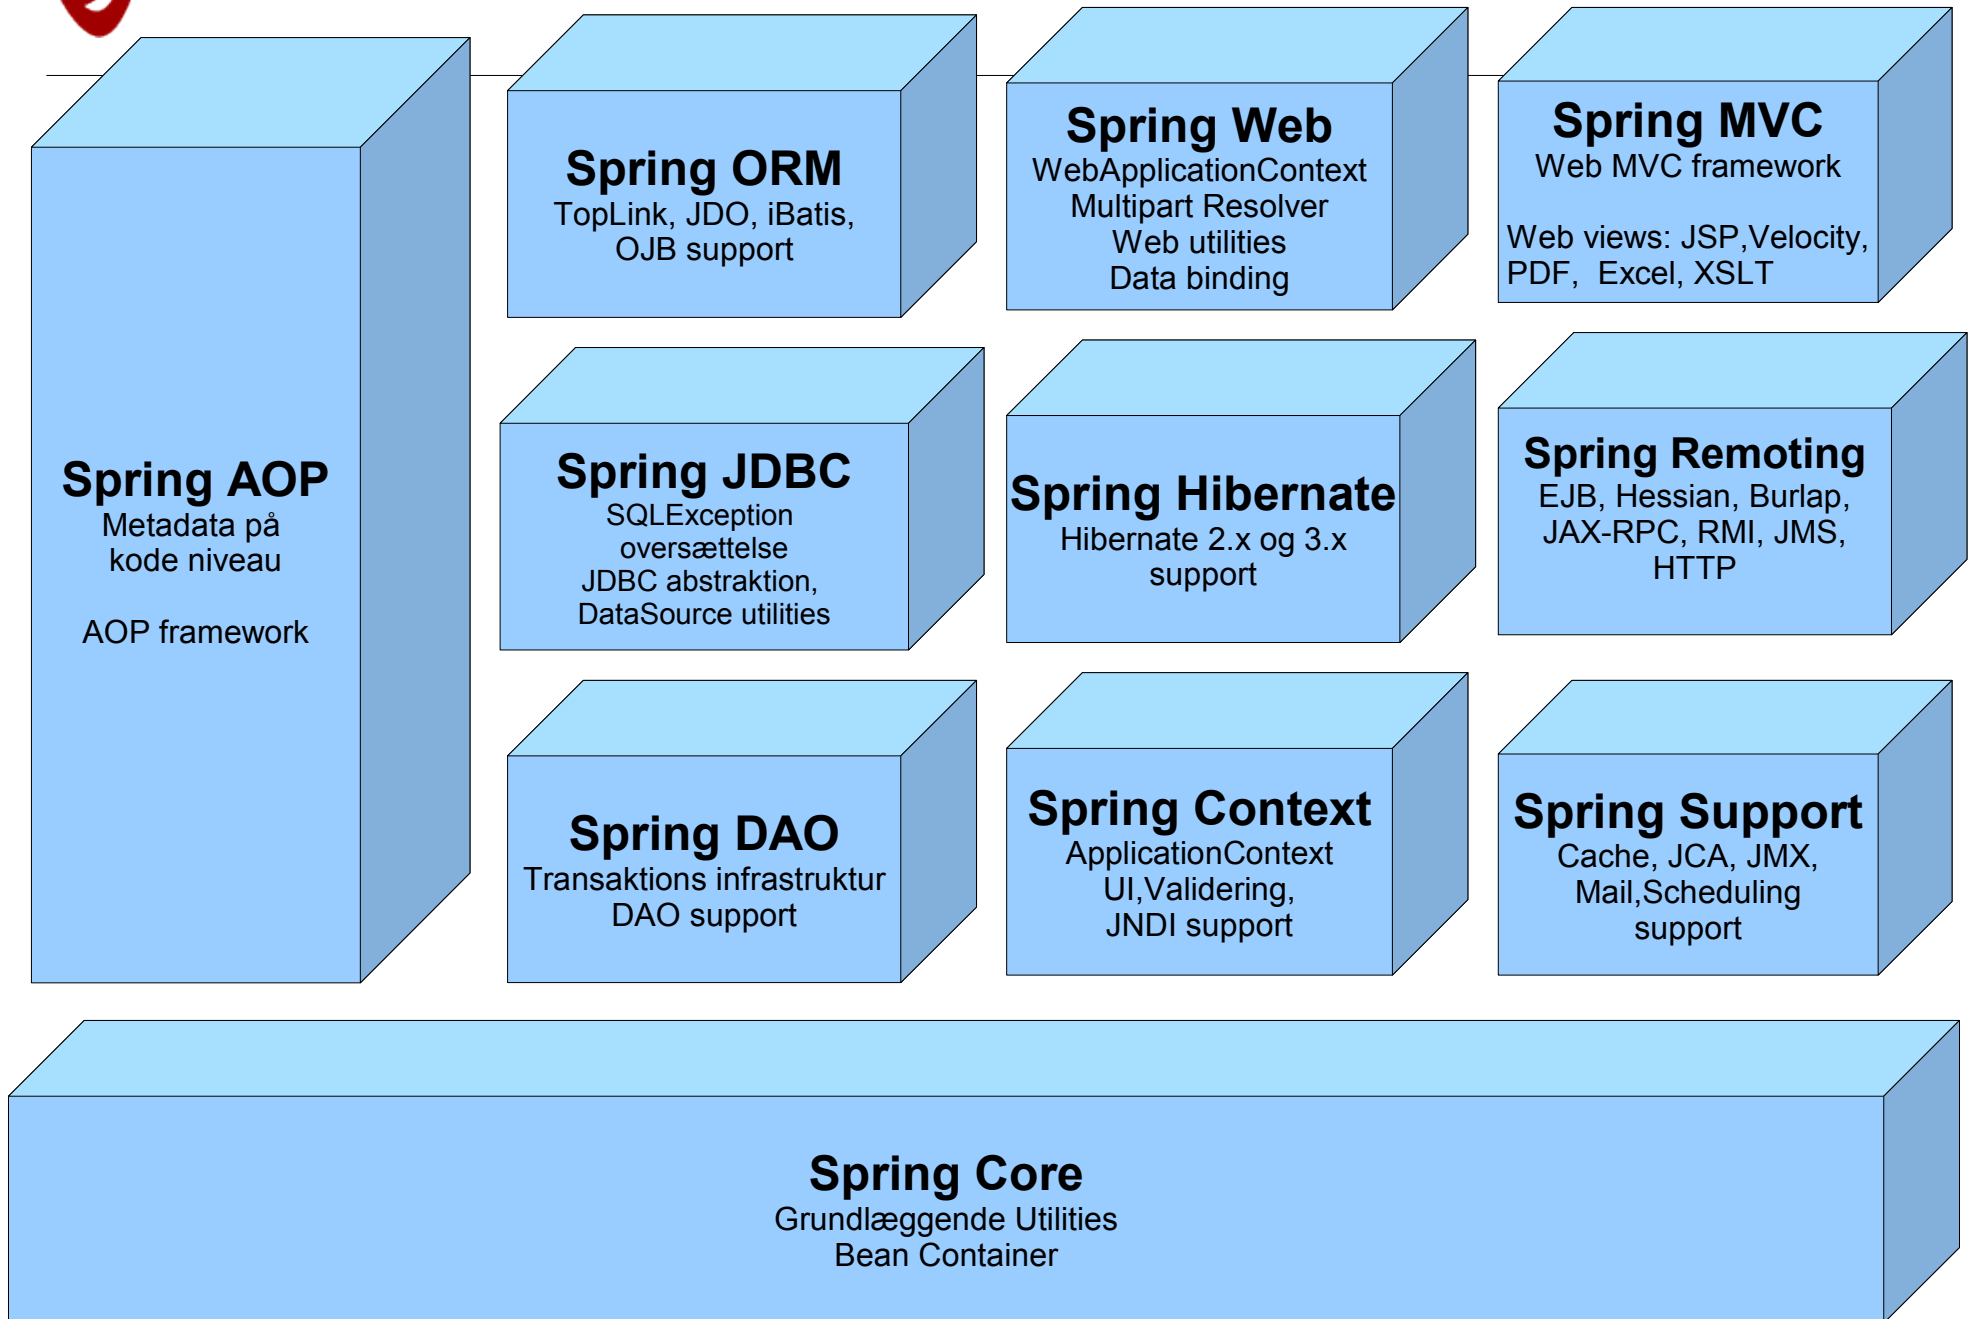 Spring AOP
Metadata på
kode niveau
AOP framework
Spring ORM
TopLink, JDO, iBatis,
OJB support
Spring Web
WebApplicationContext
Multipart Resolver
Web utilities
Data binding
Spring MVC
Web MVC framework
Web views: JSP,Velocity,
PDF,  Excel, XSLT
Spring JDBC
SQLException
oversættelse
JDBC abstraktion,
DataSource utilities
Spring Hibernate
Hibernate 2.x og 3.x
support
Spring Remoting
EJB, Hessian, Burlap,
JAX-RPC, RMI, JMS,
HTTP
Spring DAO
Transaktions infrastruktur
DAO support
Spring Context
ApplicationContext
UI,Validering,
JNDI support
Spring Support
Cache, JCA, JMX,
Mail,Scheduling
support
Spring Core
Grundlæggende Utilities
Bean Container